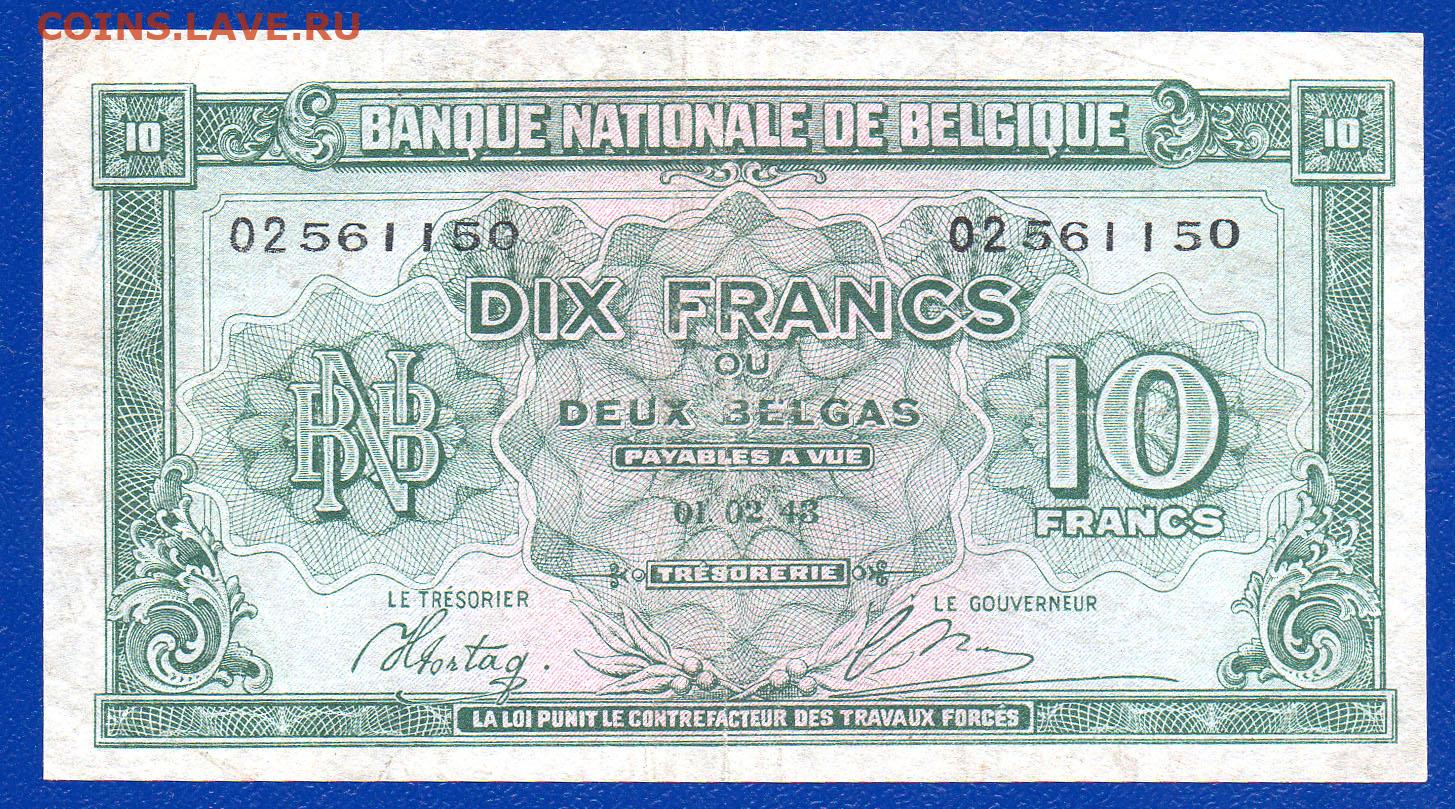 COINS.LAVE.RU
10 BANQUE NATIONALE DE BELGIQUE 10
02561150 02561150
DIX FRANCS
OU
DEUX BELGAS
PAYABLES A VUE
BNB 10
FRANCS
01.02.43
TRÉSORERIE
LE TRÉSORIER LE GOUVERNEUR
LA LOI PUNIT LE CONTREFACTEUR DES TRAVAUX FORCÉS